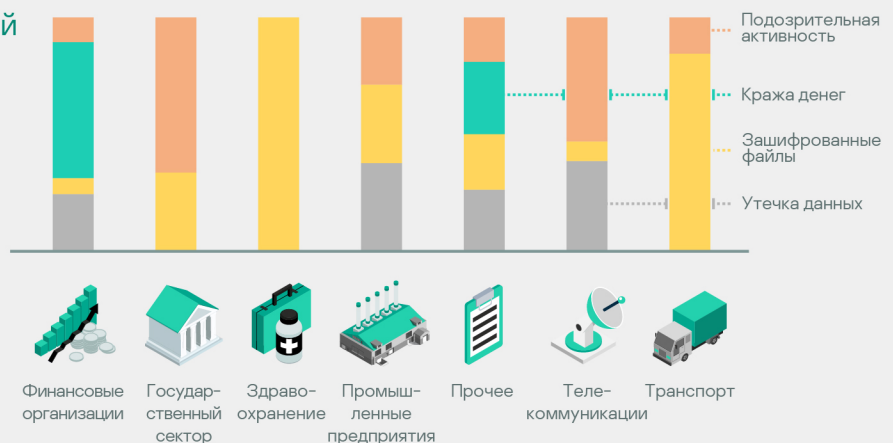 й
Подозрительная
активность
Кража денег
Зашифрованные
файлы
Утечка данных
Финансовые
организации
Государ-
ственный
сектор
Здраво-
охранение
Промыш-
ленные
предприятия
Прочее
Теле-
коммуникации
Транспорт